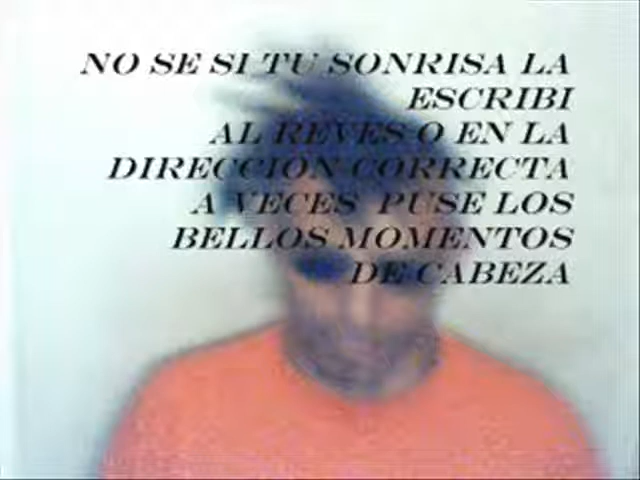 NO SE SI TU SONRISA LA
ESCRIBI
AL REVES O EN LA
DIRECCION CORRECTA
A VECES PUSE LOS
BELLOS MOMENTOS
DE CABEZA